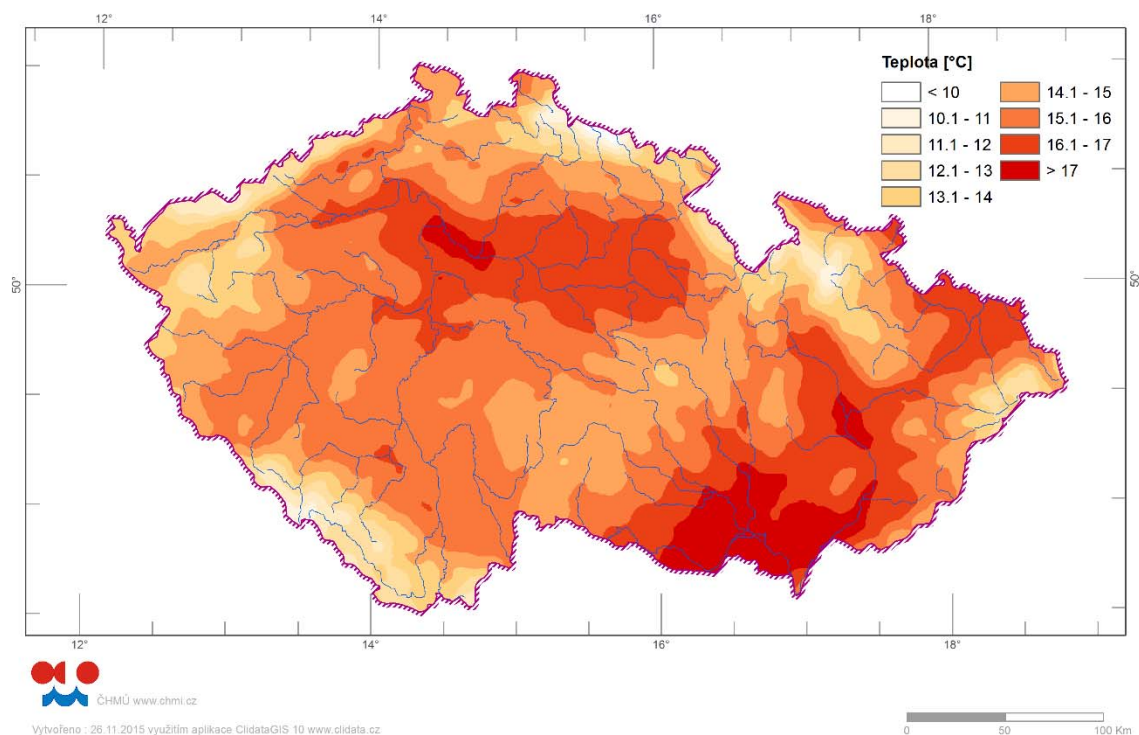 12° 14° 16° 18°
Teplota [°C]
< 10 14.1 - 15
10.1 - 11 15.1 - 16
11.1 - 12 16.1 - 17
12.1 - 13 > 17
13.1 - 14
50° 50°
12° 14° 16° 18°
ČHMÚ www.chmi.cz
Vytvořeno : 26.11.2015 využitím aplikace ClidataGIS 10 www.clidata.cz
0 50 100 Km